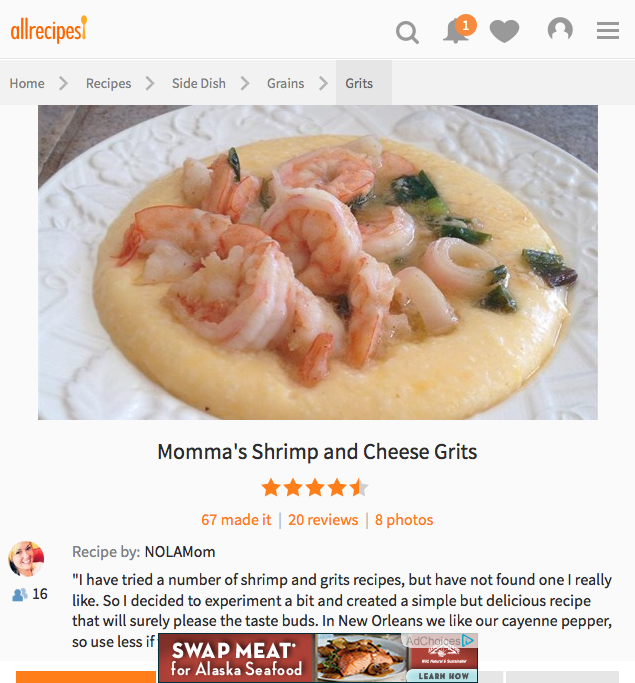 allrecipes
1
Home Recipes Side Dish Grains Grits
Momma's Shrimp and Cheese Grits
67 made it | 20 reviews | 8 photos
Recipe by: NOLAMom
16
"I have tried a number of shrimp and grits recipes, but have not found one I really
like. So I decided to experiment a bit and created a simple but delicious recipe
that will surely please the taste buds. In New Orleans we like our cayenne pepper,
so use less if
SWAP MEAT*
for Alaska Seafood
AdChoices
Wild, Natural & Sustainable
LEARN HOW